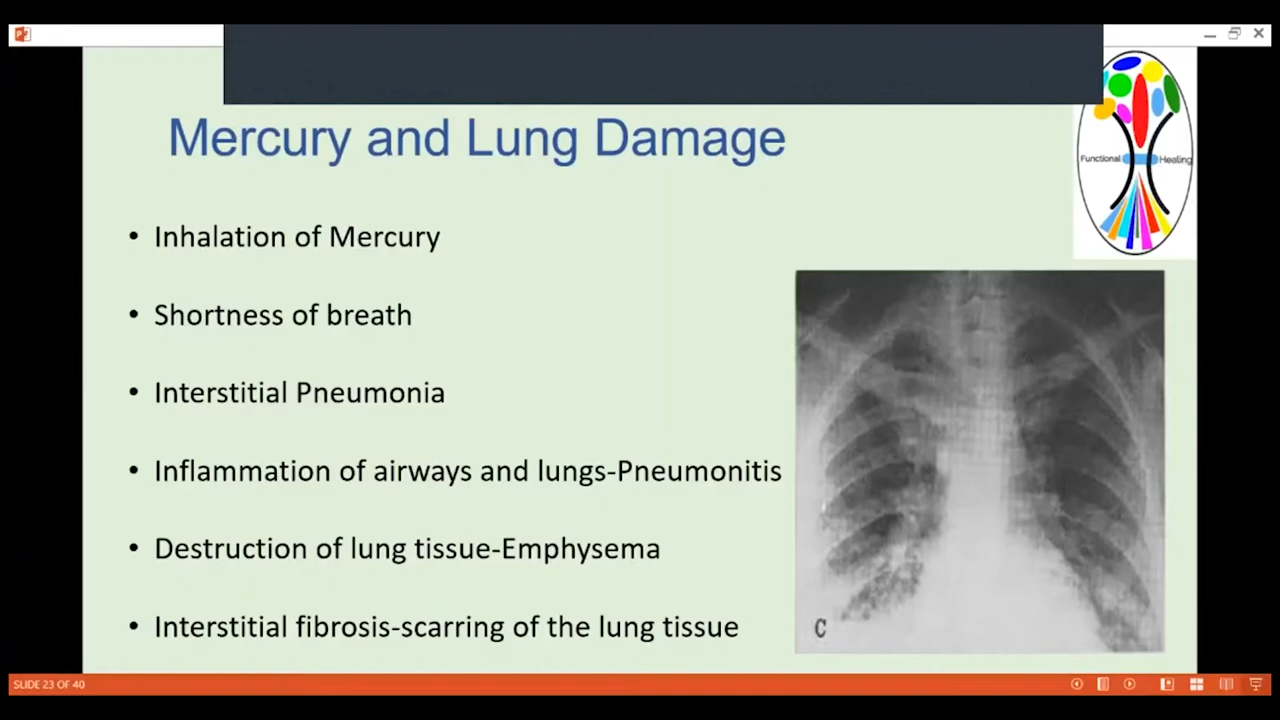 Mercury and Lung Damage
Functional Healing
• Inhalation of Mercury
• Shortness of breath
• Interstitial Pneumonia
• Inflammation of airways and lungs-Pneumonitis
• Destruction of lung tissue-Emphysema
• Interstitial fibrosis-scarring of the lung tissue
C
SLIDE 23 OF 40